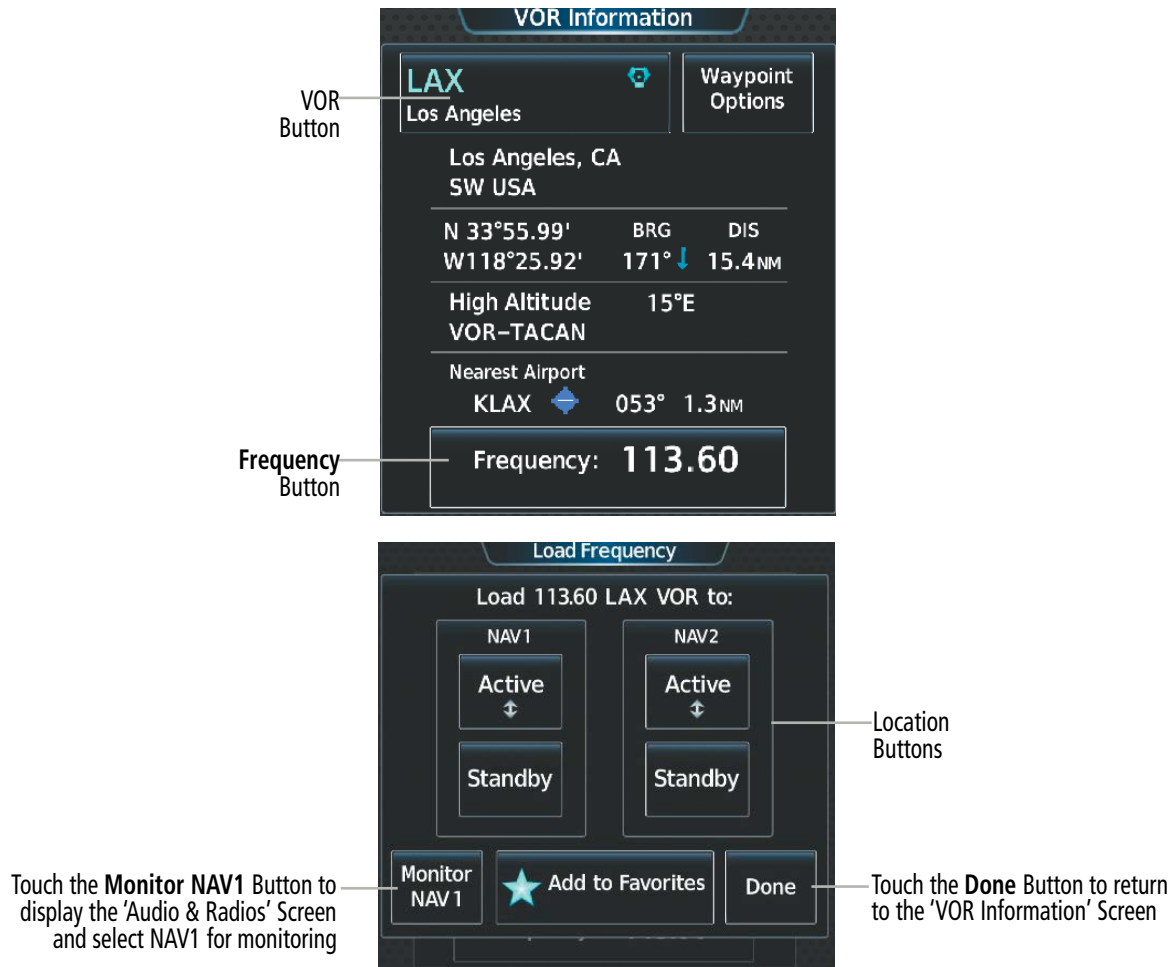 VOR Information
LAX
Los Angeles
Waypoint
Options
VOR
Button
Los Angeles, CA
SW USA
N 33°55.99' BRG DIS
W118°25.92' 171° 15.4NM
High Altitude 15°E
VOR-TACAN
Nearest Airport
KLAX 053° 1.3NM
Frequency
Button
Frequency: 113.60
Load Frequency
Load 113.60 LAX VOR to:
NAV1 NAV2
Active Active
Standby Standby
Location
Buttons
Monitor
NAV1
Add to Favorites
Done
Touch the Monitor NAV1 Button to
display the ‘Audio & Radios’ Screen
and select NAV1 for monitoring
Touch the Done Button to return
to the ‘VOR Information’ Screen